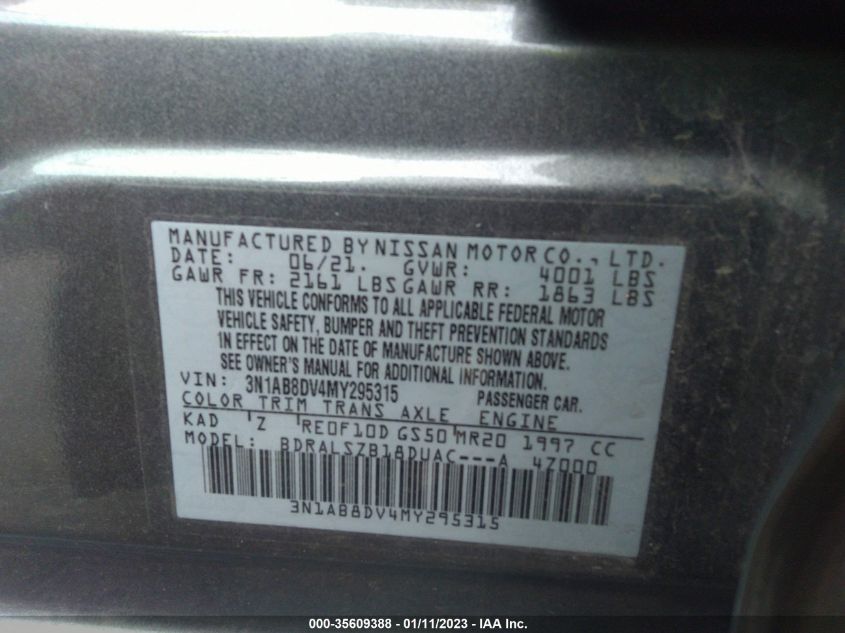 MANUFACTURED BY NISSAN MOTOR CO., LTD.
DATE: 06/21. GVWR: 4001 LBS
GAWR FR: 2161 LBS GAWR RR: 1863 LBS
THIS VEHICLE CONFORMS TO ALL APPLICABLE FEDERAL MOTOR
VEHICLE SAFETY, BUMPER AND THEFT PREVENTION STANDARDS
IN EFFECT ON THE DATE OF MANUFACTURE SHOWN ABOVE.
SEE OWNER'S MANUAL FOR ADDITIONAL INFORMATION.
VIN: 3N1AB8DV4MY295315 PASSENGER CAR.
COLOR TRIM TRANS AXLE ENGINE
KAD Z RE0F10D GS50 MR20 1997 CC
MODEL: BDRALSZB18DUAC---A 4Z000
3N1AB8DV4MY295315
000-35609388 - 01/11/2023 - IAA Inc.